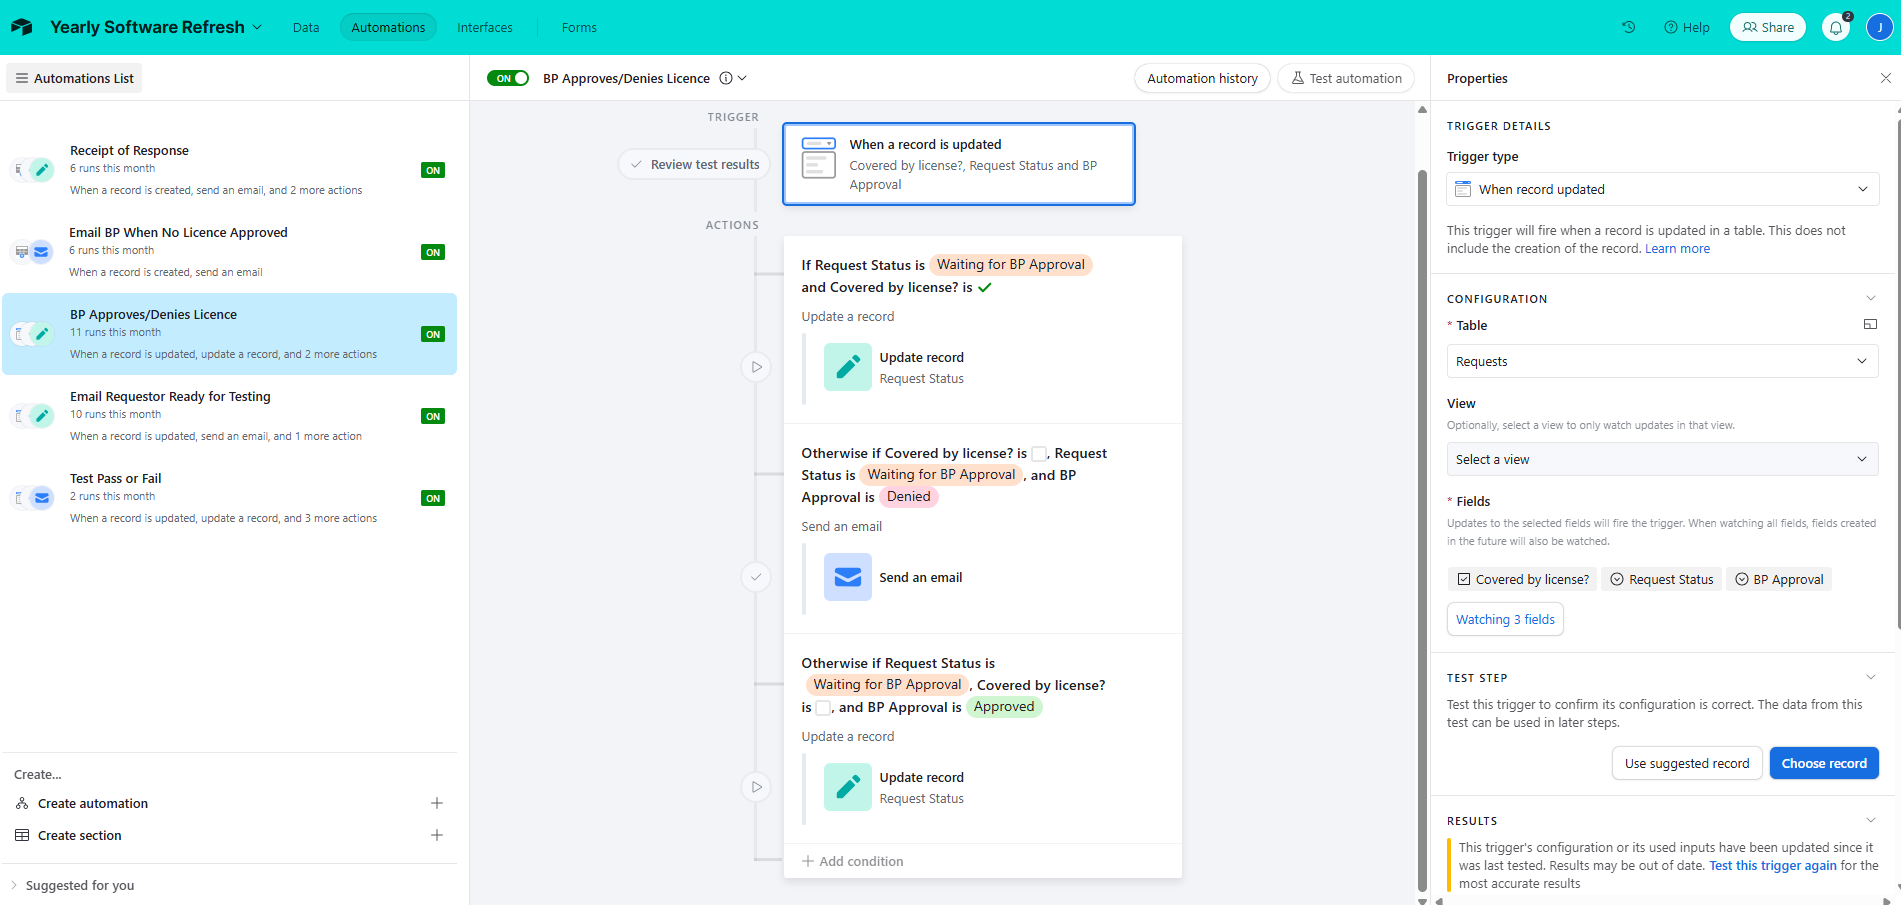 Yearly Software Refresh
Data
Automations
Interfaces
Forms
Help
Share
2
J
Automations List
Receipt of Response
6 runs this month
When a record is created, send an email, and 2 more actions
ON
Email BP When No Licence Approved
6 runs this month
When a record is created, send an email
ON
BP Approves/Denies Licence
11 runs this month
When a record is updated, update a record, and 2 more actions
ON
Email Requestor Ready for Testing
10 runs this month
When a record is updated, send an email, and 1 more action
ON
Test Pass or Fail
2 runs this month
When a record is updated, update a record, and 3 more actions
ON
Create...
Create automation
Create section
Suggested for you
ON
BP Approves/Denies Licence
Automation history
Test automation
TRIGGER
Review test results
When a record is updated
Covered by license?, Request Status and BP
Approval
ACTIONS
If Request Status is Waiting for BP Approval
and Covered by license? is
Update a record
Update record
Request Status
Otherwise if Covered by license? is , Request
Status is Waiting for BP Approval , and BP
Approval is Denied
Send an email
Send an email
Otherwise if Request Status is
Waiting for BP Approval , Covered by license?
is , and BP Approval is Approved
Update a record
Update record
Request Status
Add condition
Properties
TRIGGER DETAILS
Trigger type
When record updated
This trigger will fire when a record is updated in a table. This does not
include the creation of the record. Learn more
CONFIGURATION
* Table
Requests
View
Optionally, select a view to only watch updates in that view.
Select a view
* Fields
Updates to the selected fields will fire the trigger. When watching all fields, fields created
in the future will also be watched.
Covered by license?
Request Status
BP Approval
Watching 3 fields
TEST STEP
Test this trigger to confirm its configuration is correct. The data from this
test can be used in later steps.
Use suggested record
Choose record
RESULTS
This trigger's configuration or its used inputs have been updated since it
was last tested. Results may be out of date. Test this trigger again for the
most accurate results